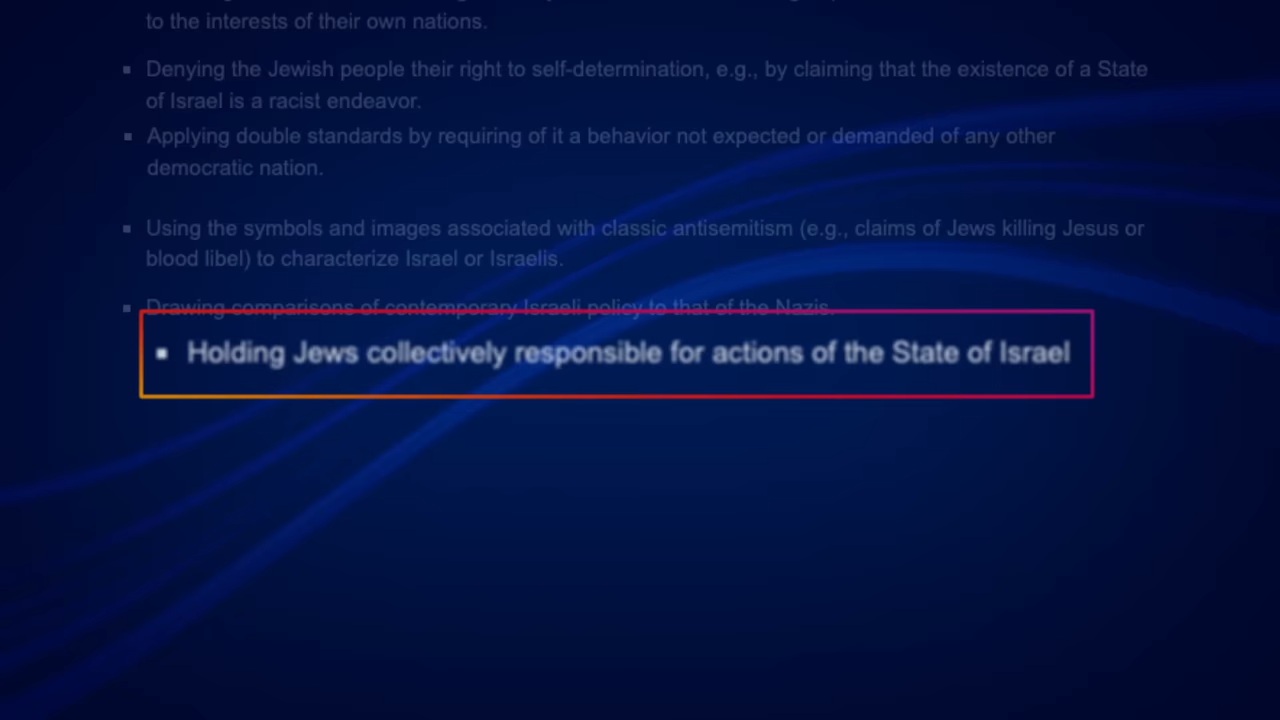 to the interests of their own nations.
▪ Denying the Jewish people their right to self-determination, e.g., by claiming that the existence of a State
of Israel is a racist endeavor.
▪ Applying double standards by requiring of it a behavior not expected or demanded of any other
democratic nation.
▪ Using the symbols and images associated with classic antisemitism (e.g., claims of Jews killing Jesus or
blood libel) to characterize Israel or Israelis.
▪ Drawing comparisons of contemporary Israeli policy to that of the Nazis.
▪ Holding Jews collectively responsible for actions of the State of Israel